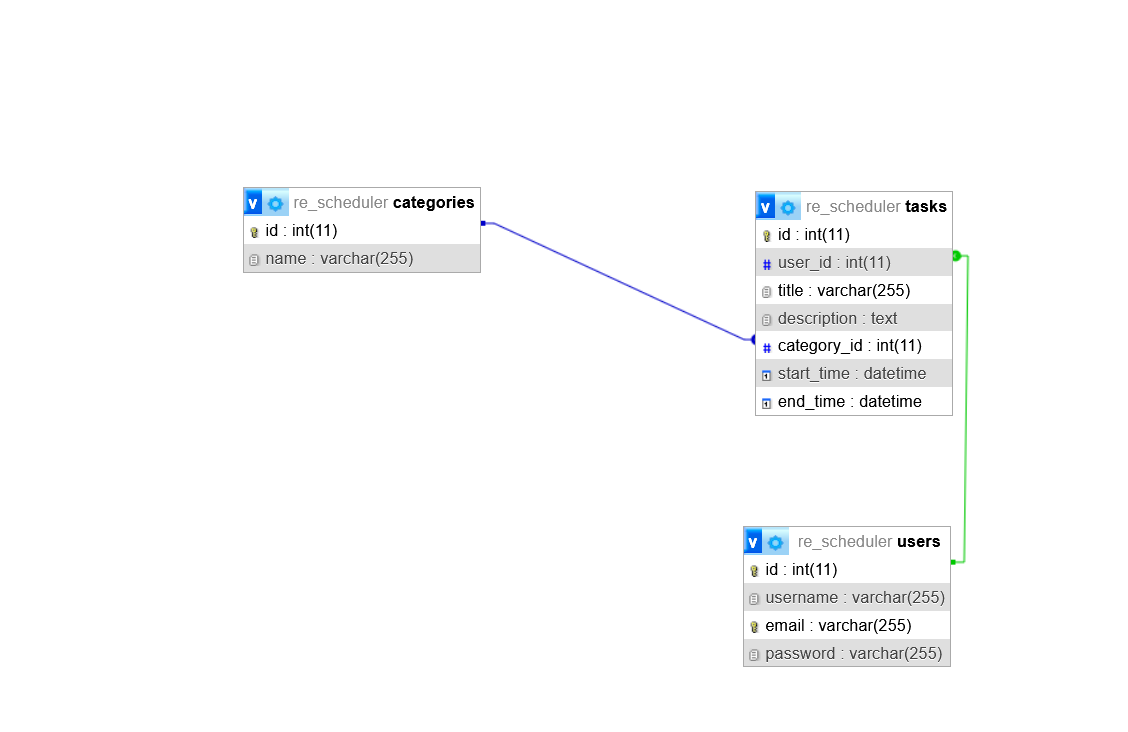 v re_scheduler categories
id : int(11)
name : varchar(255)
v re_scheduler tasks
id : int(11)
# user_id : int(11)
title : varchar(255)
description : text
# category_id : int(11)
1 start_time : datetime
1 end_time : datetime
v re_scheduler users
id : int(11)
username : varchar(255)
email : varchar(255)
password : varchar(255)